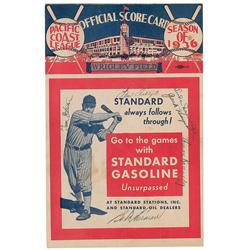 OFFICIAL SCORE CARD
PACIFIC
COAST
LEAGUE
SEASON
OF
1936
WRIGLEY FIELD
STANDARD
always follows
through!
Go to the games
with
STANDARD
GASOLINE
Unsurpassed
AT STANDARD STATIONS, INC.
AND STANDARD OIL DEALERS